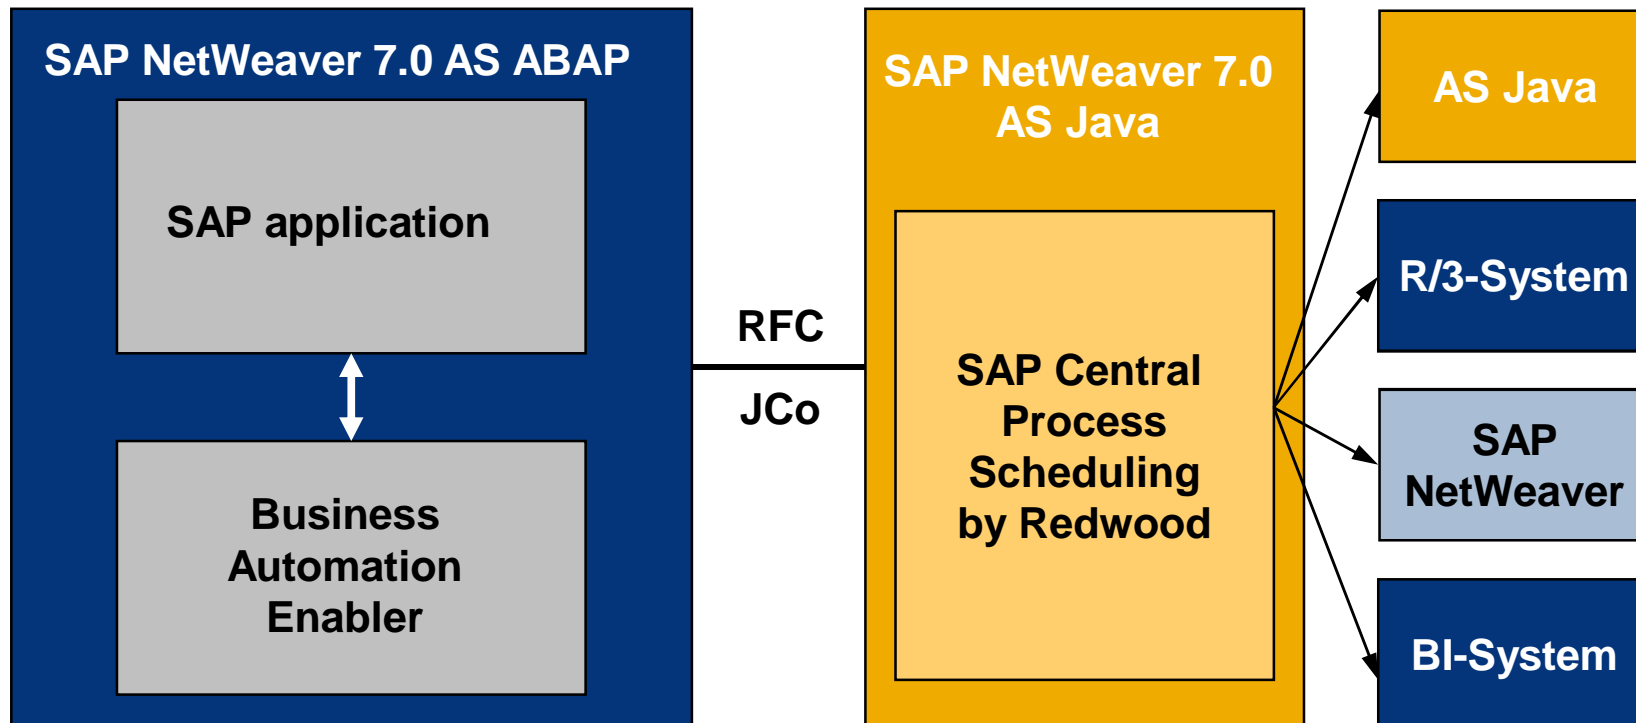 SAP NetWeaver 7.0 AS ABAP
SAP application
Business
Automation
Enabler
RFC
JCo
SAP NetWeaver 7.0
AS Java
SAP Central
Process
Scheduling
by Redwood
AS Java
R/3-System
SAP
NetWeaver
BI-System